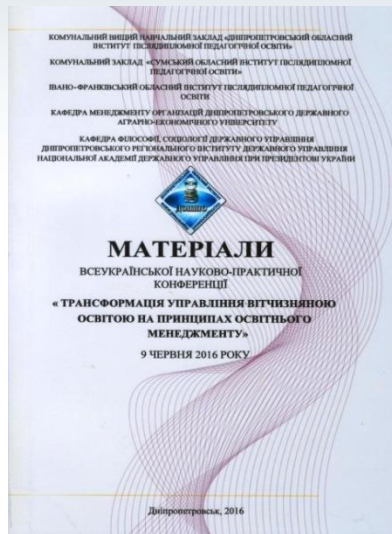 КОМУНАЛЬНИЙ ВИЩИЙ НАВЧАЛЬНИЙ ЗАКЛАД «ДНІПРОПЕТРОВСЬКИЙ ОБЛАСНИЙ
ІНСТИТУТ ПІСЛЯДИПЛОМНОЇ ПЕДАГОГІЧНОЇ ОСВІТИ»
КОМУНАЛЬНИЙ ЗАКЛАД «СУМСЬКИЙ ОБЛАСНИЙ ІНСТИТУТ ПІСЛЯДИПЛОМНОЇ
ПЕДАГОГІЧНОЇ ОСВІТИ»
ІВАНО-ФРАНКІВСЬКИЙ ОБЛАСНИЙ ІНСТИТУТ ПІСЛЯДИПЛОМНОЇ ПЕДАГОГІЧНОЇ
ОСВІТИ
КАФЕДРА МЕНЕДЖМЕНТУ ОРГАНІЗАЦІЙ ДНІПРОПЕТРОВСЬКОГО ДЕРЖАВНОГО
АГРАРНО-ЕКОНОМІЧНОГО УНІВЕРСИТЕТУ
КАФЕДРА ФІЛОСОФІЇ, СОЦІОЛОГІЇ ДЕРЖАВНОГО УПРАВЛІННЯ
ДНІПРОПЕТРОВСЬКОГО РЕГІОНАЛЬНОГО ІНСТИТУТУ ДЕРЖАВНОГО УПРАВЛІННЯ
НАЦІОНАЛЬНОЇ АКАДЕМІЇ ДЕРЖАВНОГО УПРАВЛІННЯ ПРИ ПРЕЗИДЕНТОВІ УКРАЇНИ
МАТЕРІАЛИ
ВСЕУКРАЇНСЬКОЇ НАУКОВО-ПРАКТИЧНОЇ
КОНФЕРЕНЦІЇ
« ТРАНСФОРМАЦІЯ УПРАВЛІННЯ ВІТЧИЗНЯНОЮ
ОСВІТОЮ НА ПРИНЦИПАХ ОСВІТНЬОГО
МЕНЕДЖМЕНТУ»
9 ЧЕРВНЯ 2016 РОКУ
Дніпропетровськ, 2016